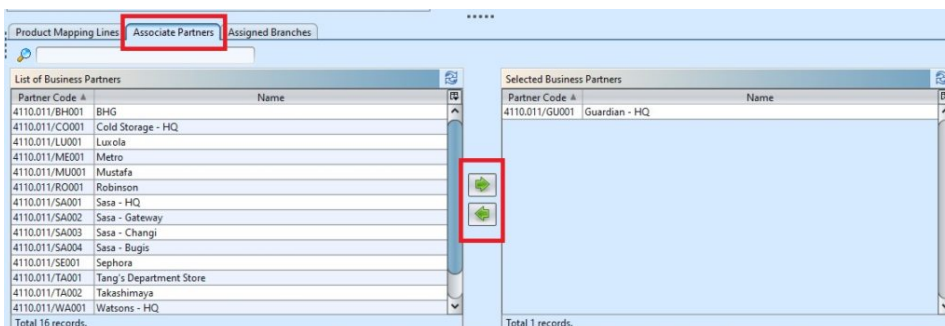 Product Mapping Lines Associate Partners Assigned Branches
List of Business Partners
Partner Code Name
4110.011/BH001 BHG
4110.011/CO001 Cold Storage - HQ
4110.011/LU001 Luxola
4110.011/ME001 Metro
4110.011/MU001 Mustafa
4110.011/RO001 Robinson
4110.011/SA001 Sasa - HQ
4110.011/SA002 Sasa - Gateway
4110.011/SA003 Sasa - Changi
4110.011/SA004 Sasa - Bugis
4110.011/SE001 Sephora
4110.011/TA001 Tang's Department Store
4110.011/TA002 Takashimaya
4110.011/WA001 Watsons - HQ
Total 16 records.
Selected Business Partners
Partner Code Name
4110.011/GU001 Guardian - HQ
Total 1 records.